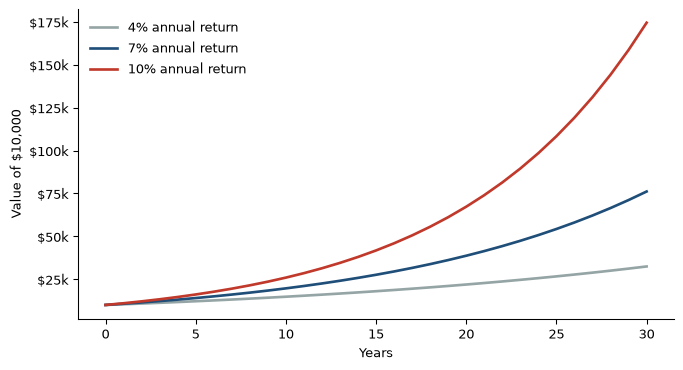 $175k
$150k
$125k
$100k
$75k
$50k
$25k
Value of $10,000
4% annual return
7% annual return
10% annual return
0 5 10 15 20 25 30
Years